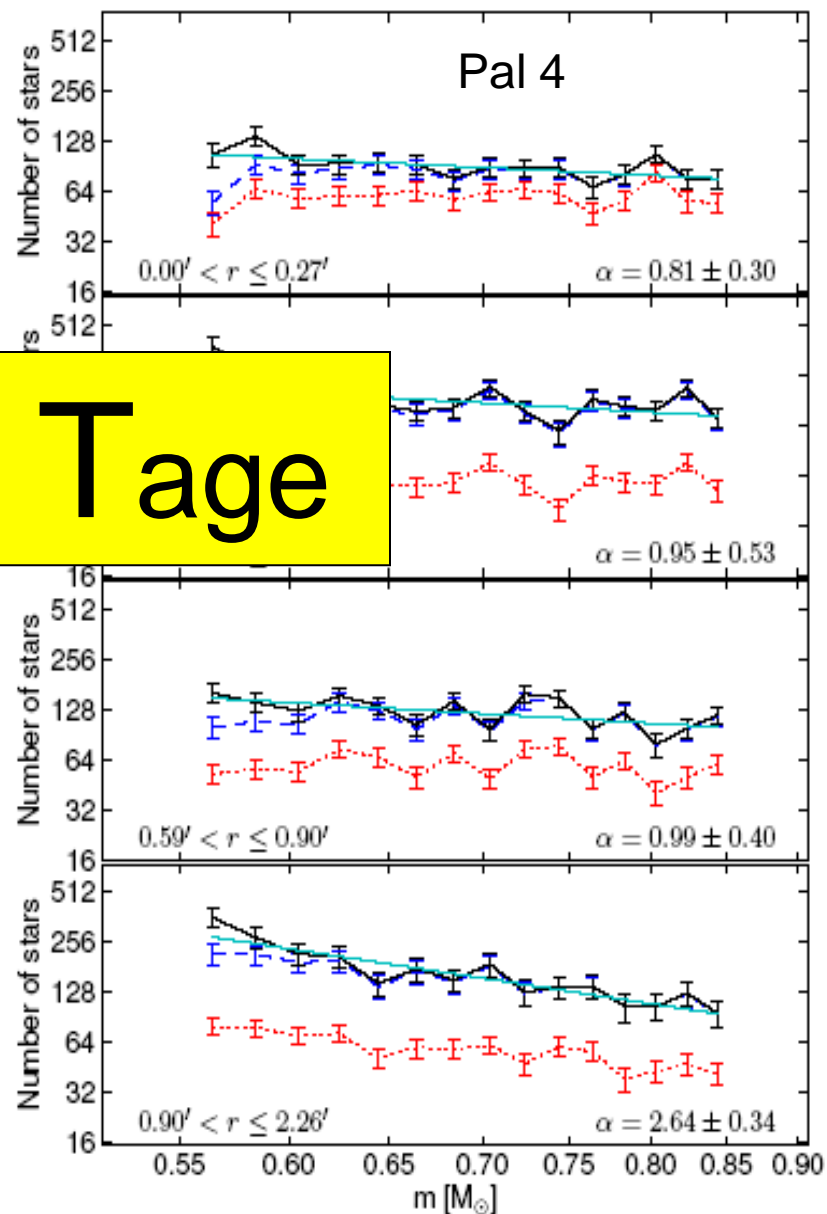 Pal 4
Number of stars
512
256
128
64
32
16
0.00′ < r ≤ 0.27′
α = 0.81 ± 0.30
512
rs
Tage
16
α = 0.95 ± 0.53
Number of stars
512
256
128
64
32
16
0.59′ < r ≤ 0.90′
α = 0.99 ± 0.40
Number of stars
512
256
128
64
32
16
0.90′ < r ≤ 2.26′
α = 2.64 ± 0.34
0.55 0.60 0.65 0.70 0.75 0.80 0.85 0.90
m [M⊙]